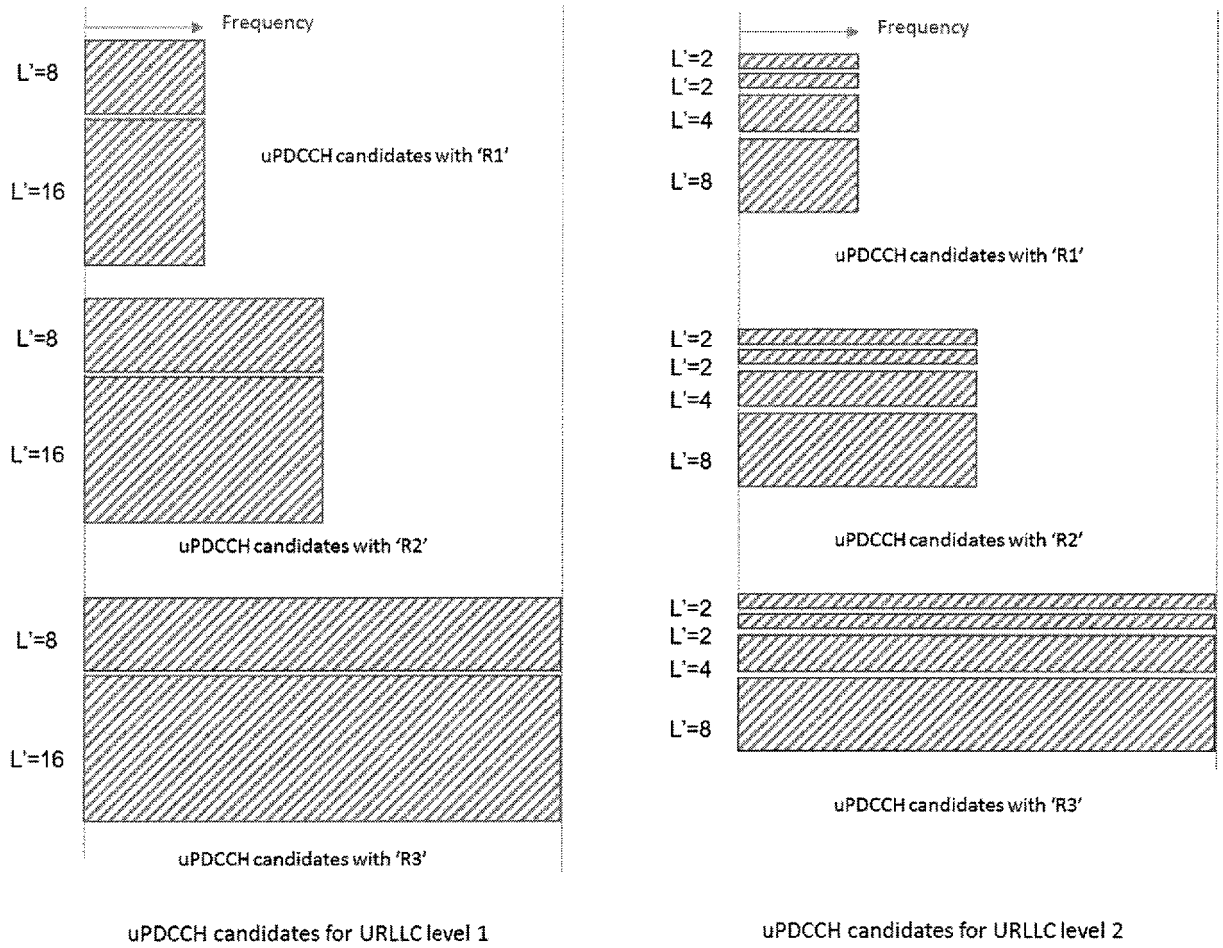 Frequency
L'=8
L'=16
uPDCCH candidates with 'R1'
L'=8
L'=16
uPDCCH candidates with 'R2'
L'=8
L'=16
uPDCCH candidates with 'R3'
uPDCCH candidates for URLLC level 1
Frequency
L'=2
L'=2
L'=4
L'=8
uPDCCH candidates with 'R1'
L'=2
L'=2
L'=4
L'=8
uPDCCH candidates with 'R2'
L'=2
L'=2
L'=4
L'=8
uPDCCH candidates with 'R3'
uPDCCH candidates for URLLC level 2